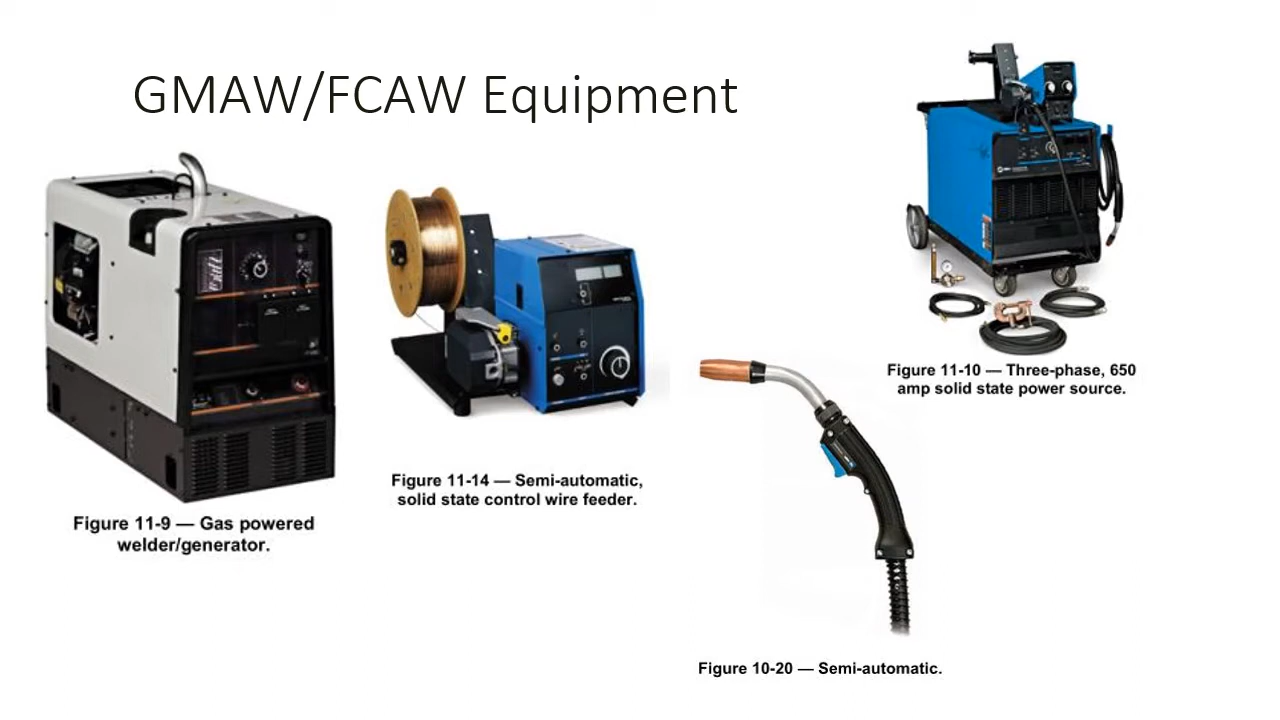 GMAW/FCAW Equipment
Figure 11-9 — Gas powered
welder/generator.
Figure 11-14 — Semi-automatic,
solid state control wire feeder.
Figure 11-10 — Three-phase, 650
amp solid state power source.
Figure 10-20 — Semi-automatic.